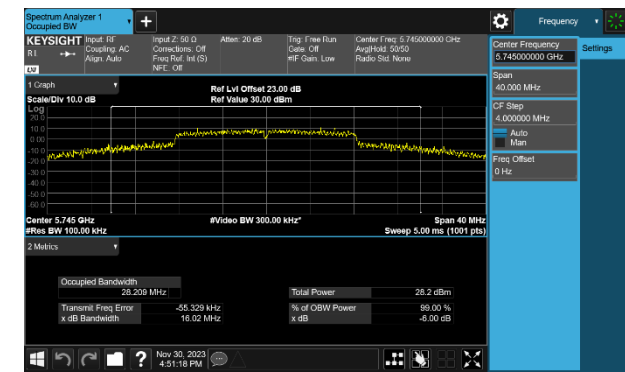 Spectrum Analyzer 1
Occupied BW
+
Frequency
KEYSIGHT
Input: RF
Coupling: AC
Align: Auto
Input Z: 50 Ω
Corrections: Off
Freq Ref: Int (S)
NFE: Off
Atten: 20 dB
Trig: Free Run
Gate: Off
#IF Gain: Low
Center Freq: 5.745000000 GHz
Avg|Hold: 50/50
Radio Std: None
1 Graph
Scale/Div 10.0 dB
Ref Lvl Offset 23.00 dB
Ref Value 30.00 dBm
Log
20.0
10.0
0.00
-10.0
-20.0
-30.0
-40.0
-50.0
-60.0
Center 5.745 GHz
#Video BW 300.00 kHz*
Span 40 MHz
#Res BW 100.00 kHz
Sweep 5.00 ms (1001 pts)
2 Metrics
Occupied Bandwidth
28.209 MHz
Total Power 28.2 dBm
Transmit Freq Error -55.329 kHz
% of OBW Power 99.00 %
x dB Bandwidth 16.02 MHz
x dB -6.00 dB
Center Frequency
5.745000000 GHz
Settings
Span
40.000 MHz
CF Step
4.000000 MHz
Auto
Man
Freq Offset
0 Hz
?
Nov 30, 2023
4:51:18 PM